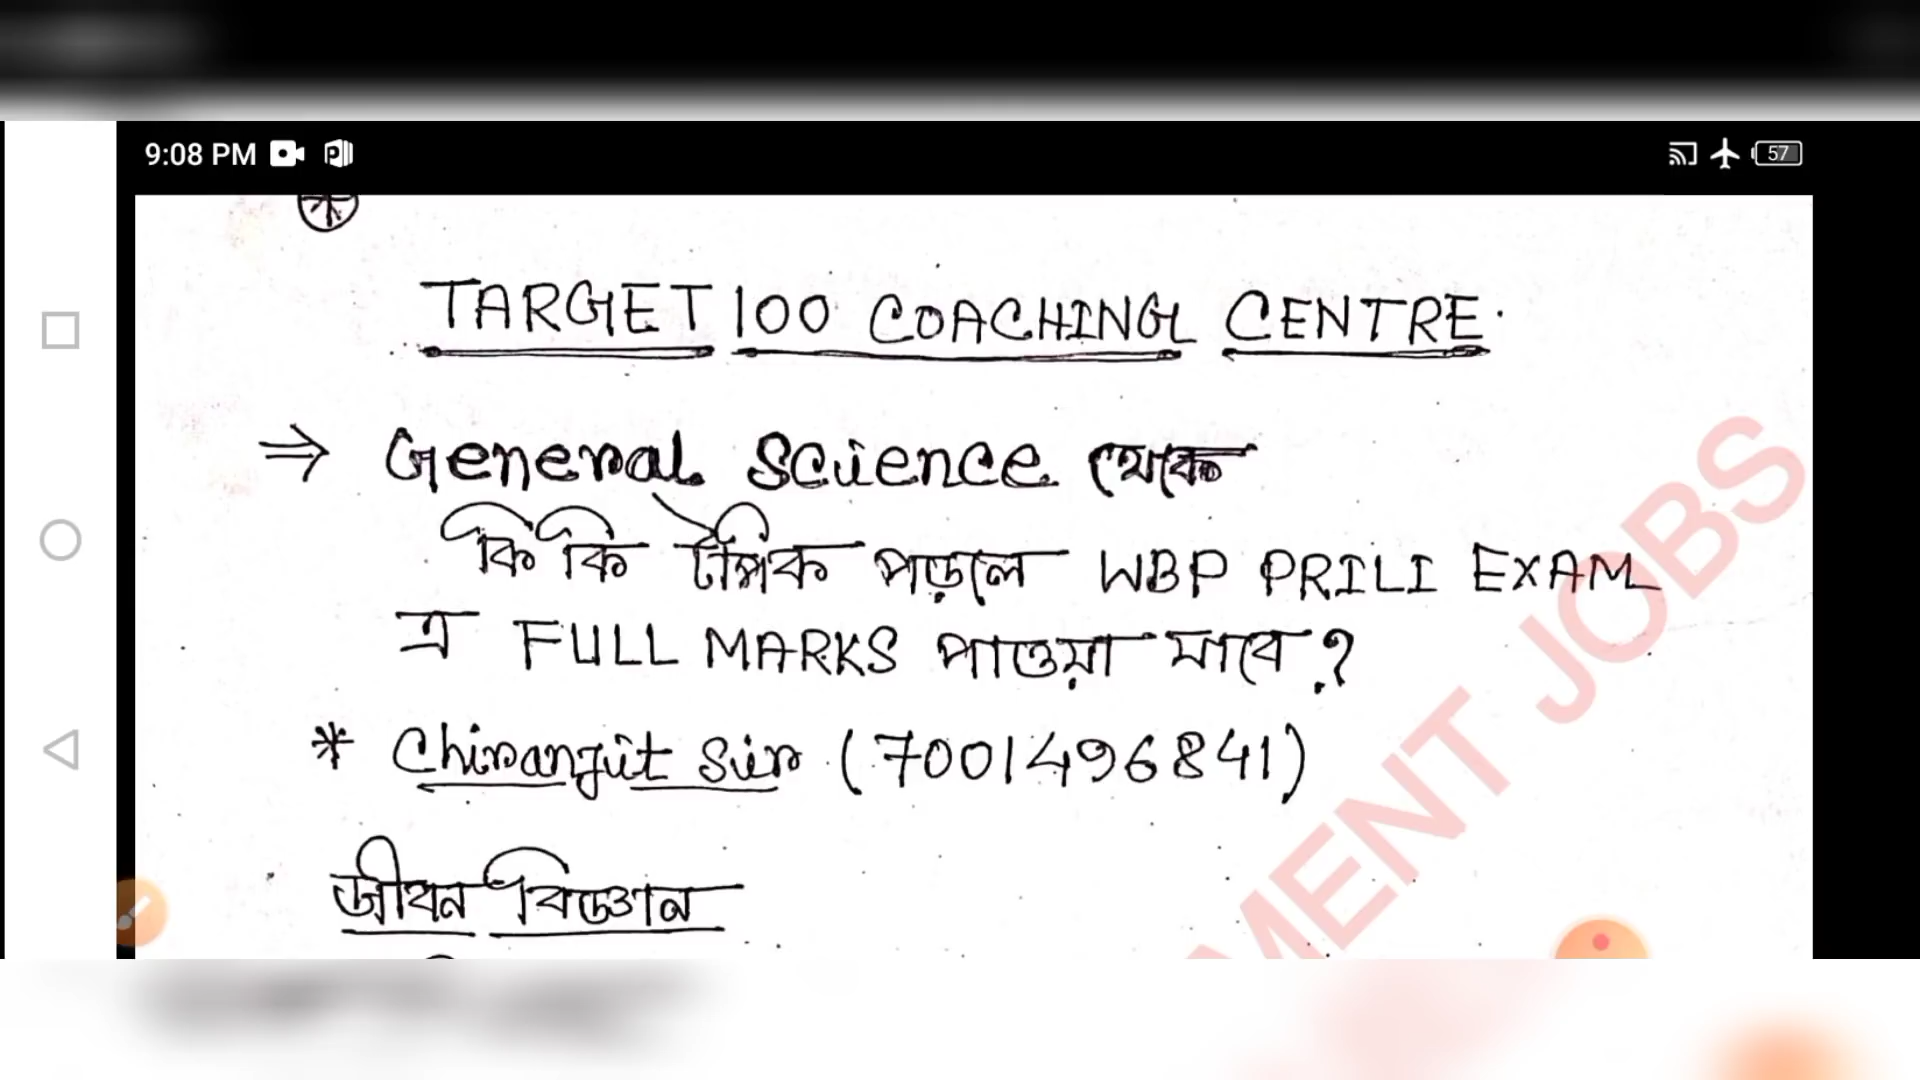 9:08 PM
57
TARGET 100 COACHING CENTRE.
⇒ General Science থেকে
কি কি টপিক পড়লে WBP PRILI EXAM
এ FULL MARKS পাওয়া যাবে?
* Chiranjit Sir (7001496841)
জীবন বিজ্ঞান
MENT JOBS